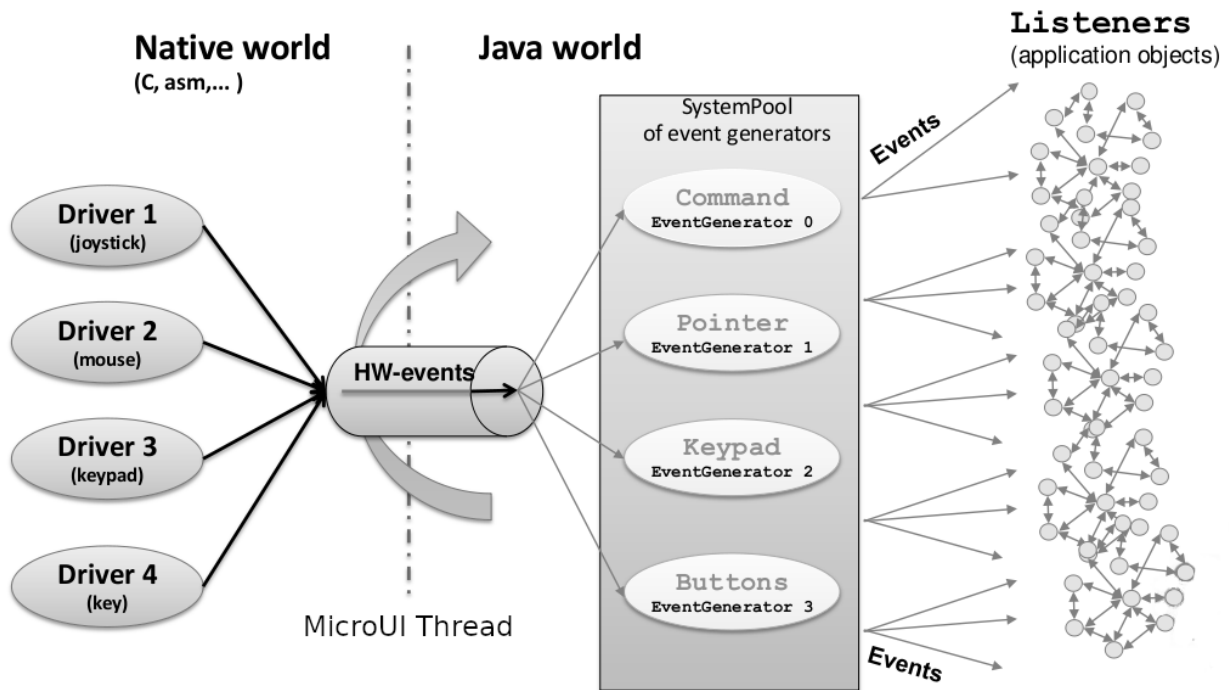 Native world
(C, asm,... )
Java world
Listeners
(application objects)
SystemPool
of event generators
Events
Driver 1
(joystick)
Driver 2
(mouse)
Driver 3
(keypad)
Driver 4
(key)
HW-events
MicroUI Thread
Command
EventGenerator 0
Pointer
EventGenerator 1
Keypad
EventGenerator 2
Buttons
EventGenerator 3
Events